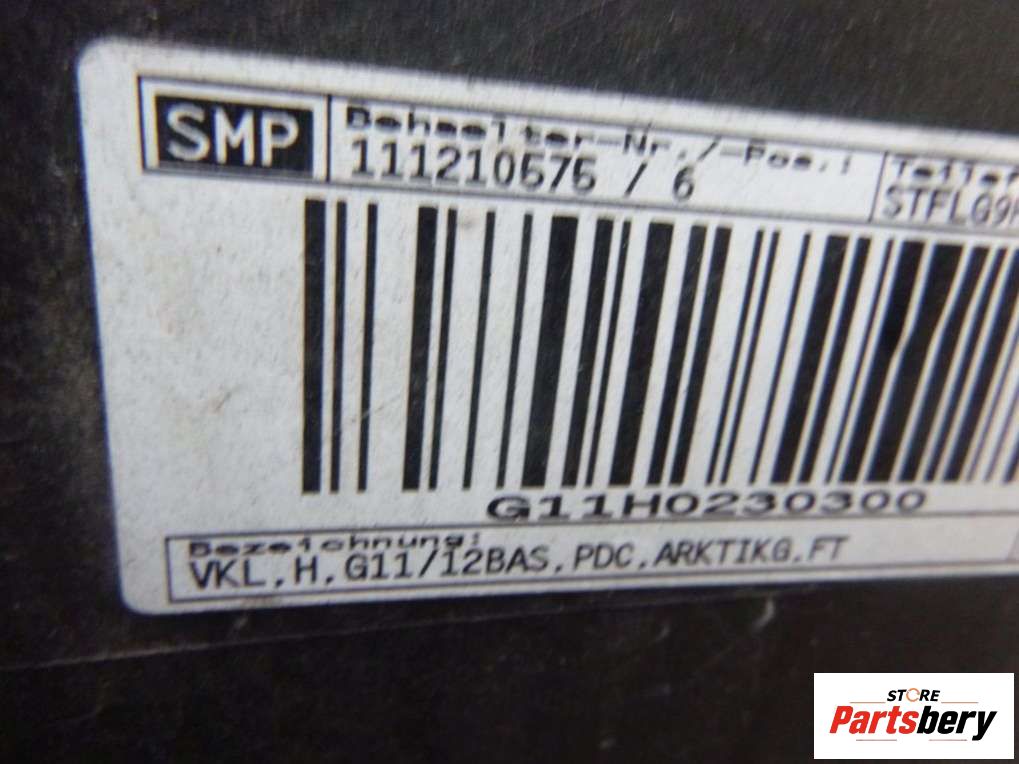 SMP
Behaelter-Nr./-Pos.:
111210576 / 6
STFLG9
G11H0230300
Bezeichnung:
VKL,H,G11/12BAS,PDC,ARKTIKG,FT
STORE
Partsbery